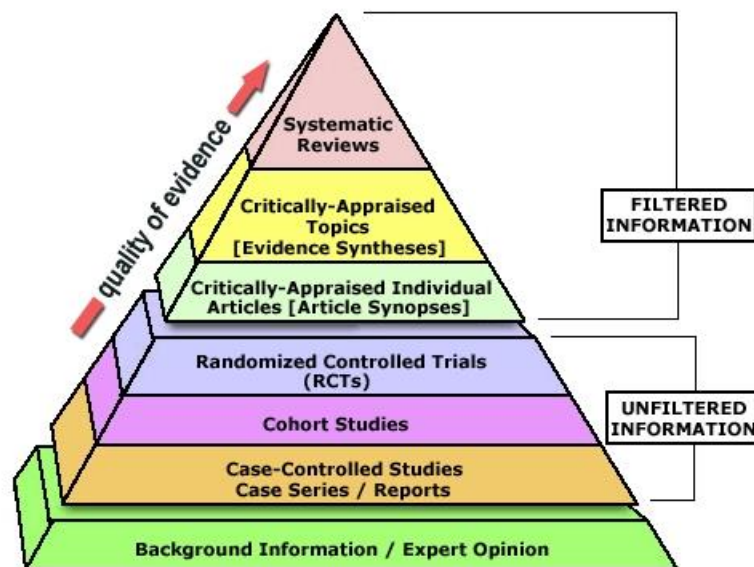 quality of evidence
Systematic
Reviews
Critically-Appraised
Topics
[Evidence Syntheses]
Critically-Appraised Individual
Articles [Article Synopses]
FILTERED
INFORMATION
Randomized Controlled Trials
(RCTs)
Cohort Studies
Case-Controlled Studies
Case Series / Reports
UNFILTERED
INFORMATION
Background Information / Expert Opinion